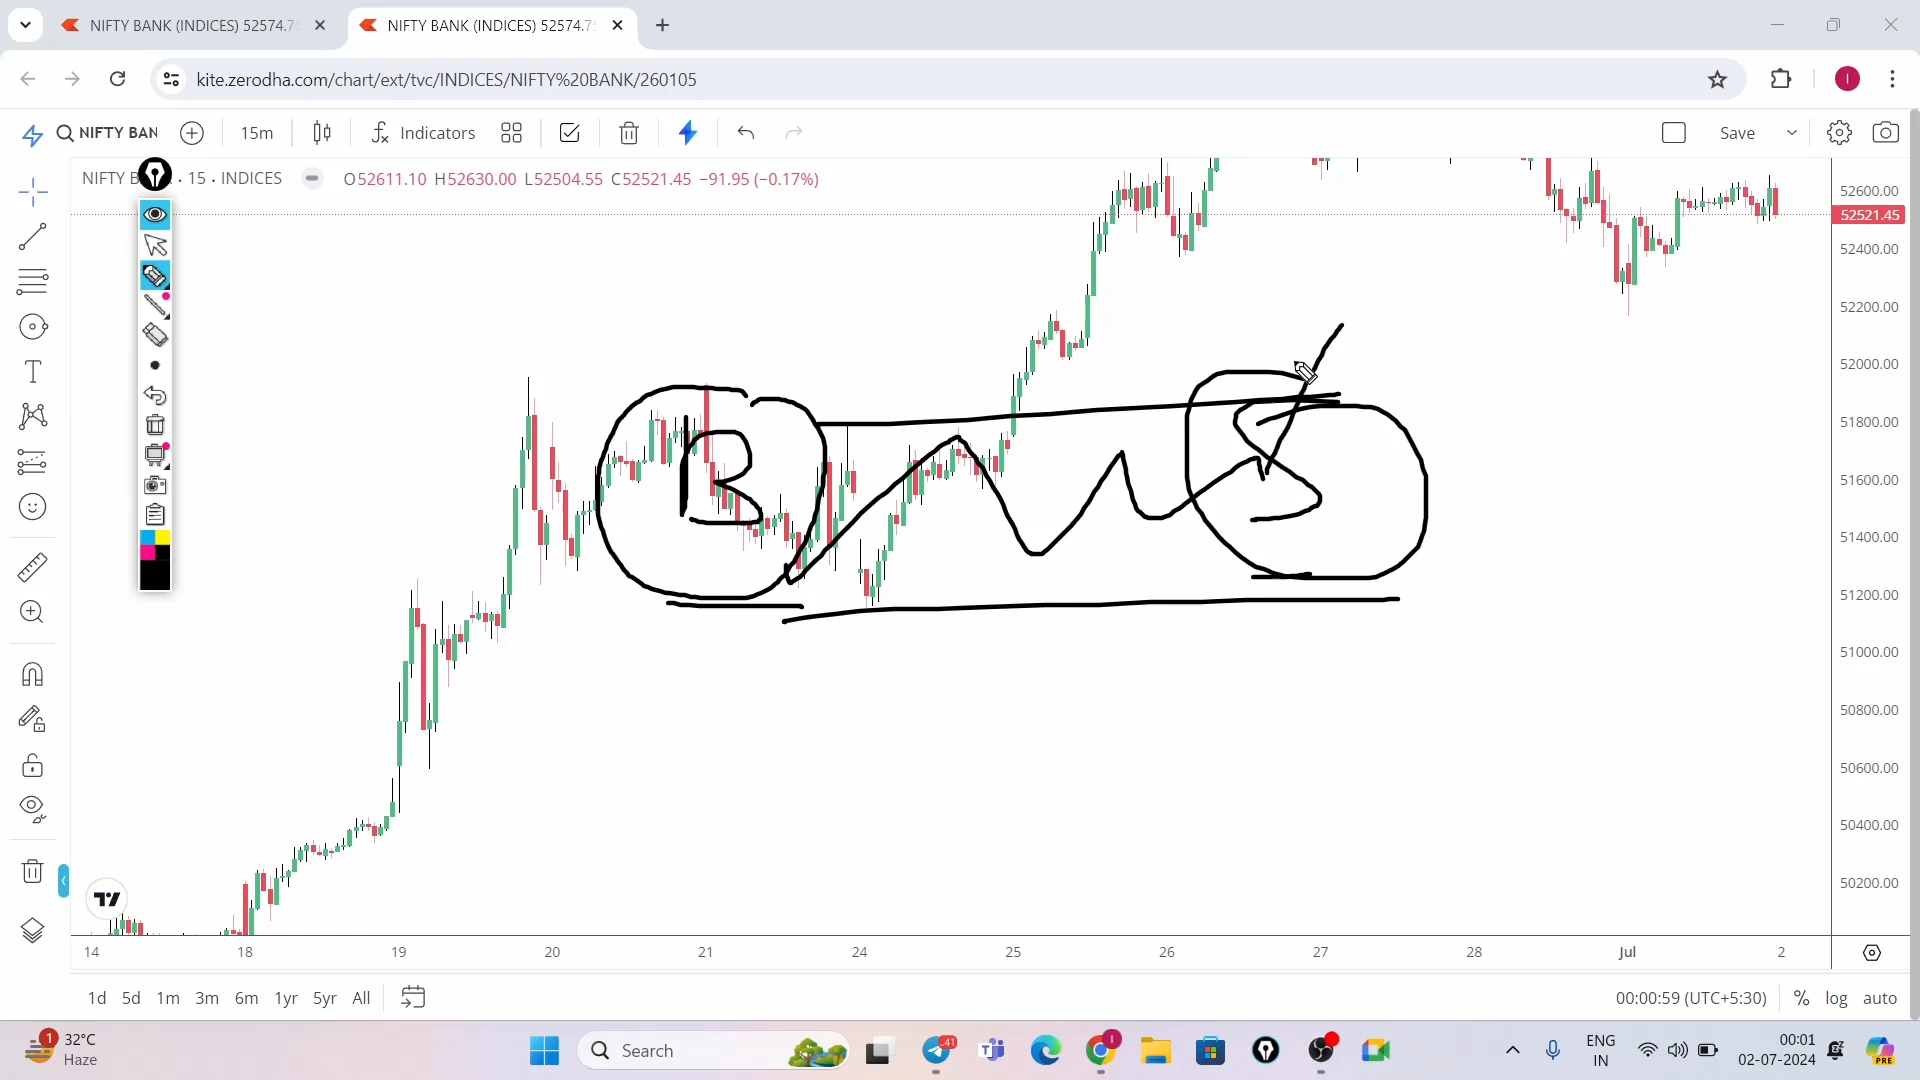 NIFTY BANK (INDICES) 52574.7
NIFTY BANK (INDICES) 52574.7
kite.zerodha.com/chart/ext/tvc/INDICES/NIFTY%20BANK/260105
NIFTY BAN
15m
Indicators
Save
NIFTY B · 15 · INDICES
O52611.10 H52630.00 L52504.55 C52521.45 −91.95 (−0.17%)
52600.00
52521.45
52400.00
52200.00
52000.00
51800.00
51600.00
51400.00
51200.00
51000.00
50800.00
50600.00
50400.00
50200.00
B
S
14 18 19 20 21 24 25 26 27 28 Jul 2
1d 5d 1m 3m 6m 1yr 5yr All
00:00:59 (UTC+5:30) % log auto
1
32°C
Haze
Search
41
ENG
IN
00:01
02-07-2024
PRE
I